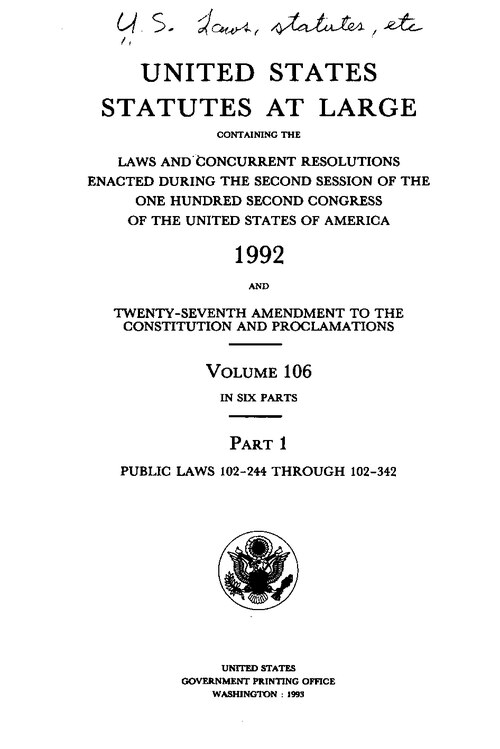 U. S. Laws, statutes, etc
UNITED STATES
STATUTES AT LARGE
CONTAINING THE
LAWS AND CONCURRENT RESOLUTIONS
ENACTED DURING THE SECOND SESSION OF THE
ONE HUNDRED SECOND CONGRESS
OF THE UNITED STATES OF AMERICA
1992
AND
TWENTY-SEVENTH AMENDMENT TO THE
CONSTITUTION AND PROCLAMATIONS
VOLUME 106
IN SIX PARTS
PART 1
PUBLIC LAWS 102-244 THROUGH 102-342
UNITED STATES
GOVERNMENT PRINTING OFFICE
WASHINGTON : 1993